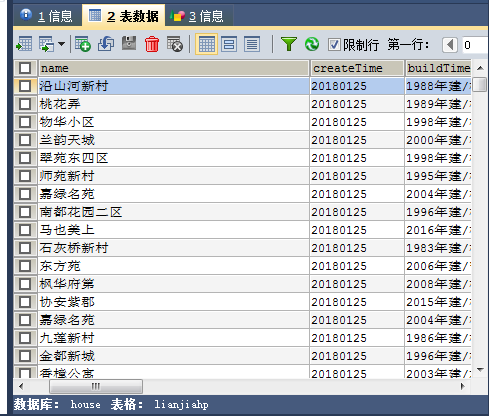 1 信息 2 表数据 3 信息
限制行 第一行: 0
name createTime buildTime
沿山河新村 20180125 1988年建/
桃花弄 20180125 1989年建/
物华小区 20180125 1998年建/
兰韵天城 20180125 2000年建/
翠苑东四区 20180125 1998年建/
师苑新村 20180125 1995年建/
嘉绿名苑 20180125 2004年建/
南都花园二区 20180125 1996年建/
马也美上 20180125 2016年建/
石灰桥新村 20180125 1983年建/
东方苑 20180125 2006年建/
枫华府第 20180125 2008年建/
协安紫郡 20180125 2015年建/
嘉绿名苑 20180125 2004年建/
九莲新村 20180125 1986年建/
金都新城 20180125 1996年建/
香樟公寓 20180125 2003年建/
数据库: house 表格: lianjiahp